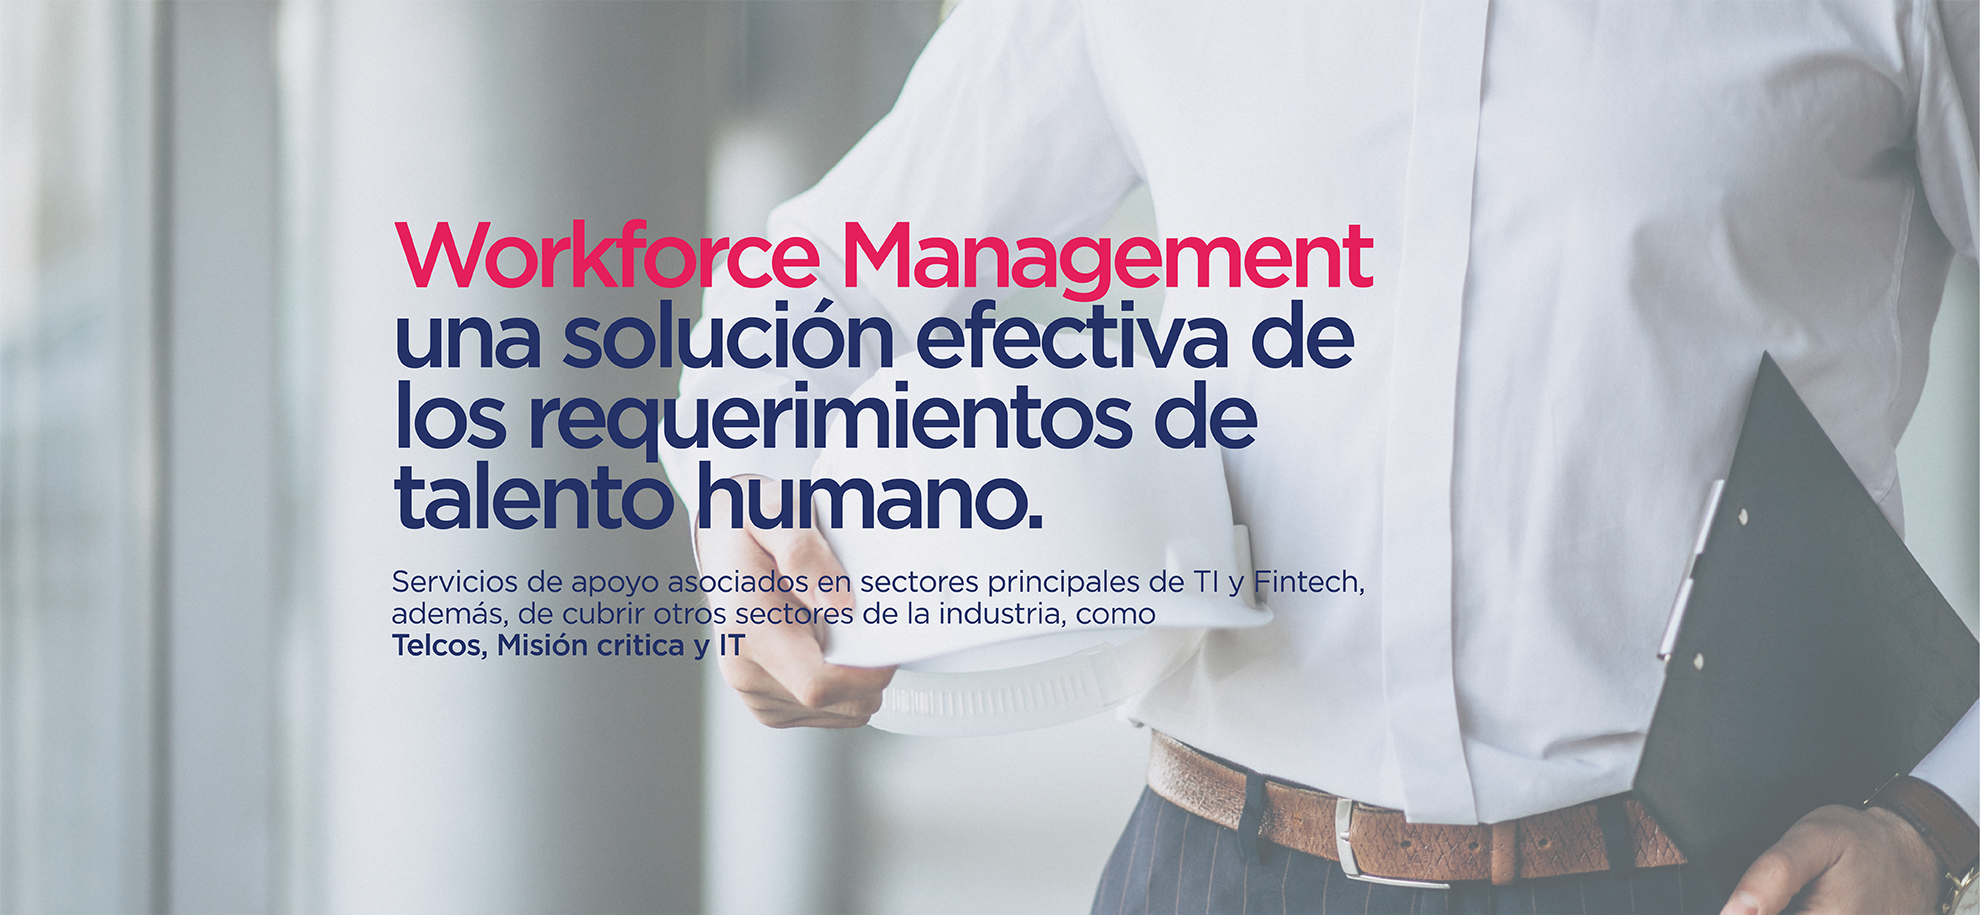 Workforce Management
una solución efectiva de
los requerimientos de
talento humano.
Servicios de apoyo asociados en sectores principales de TI y Fintech,
además, de cubrir otros sectores de la industria, como
Telcos, Misión critica y IT